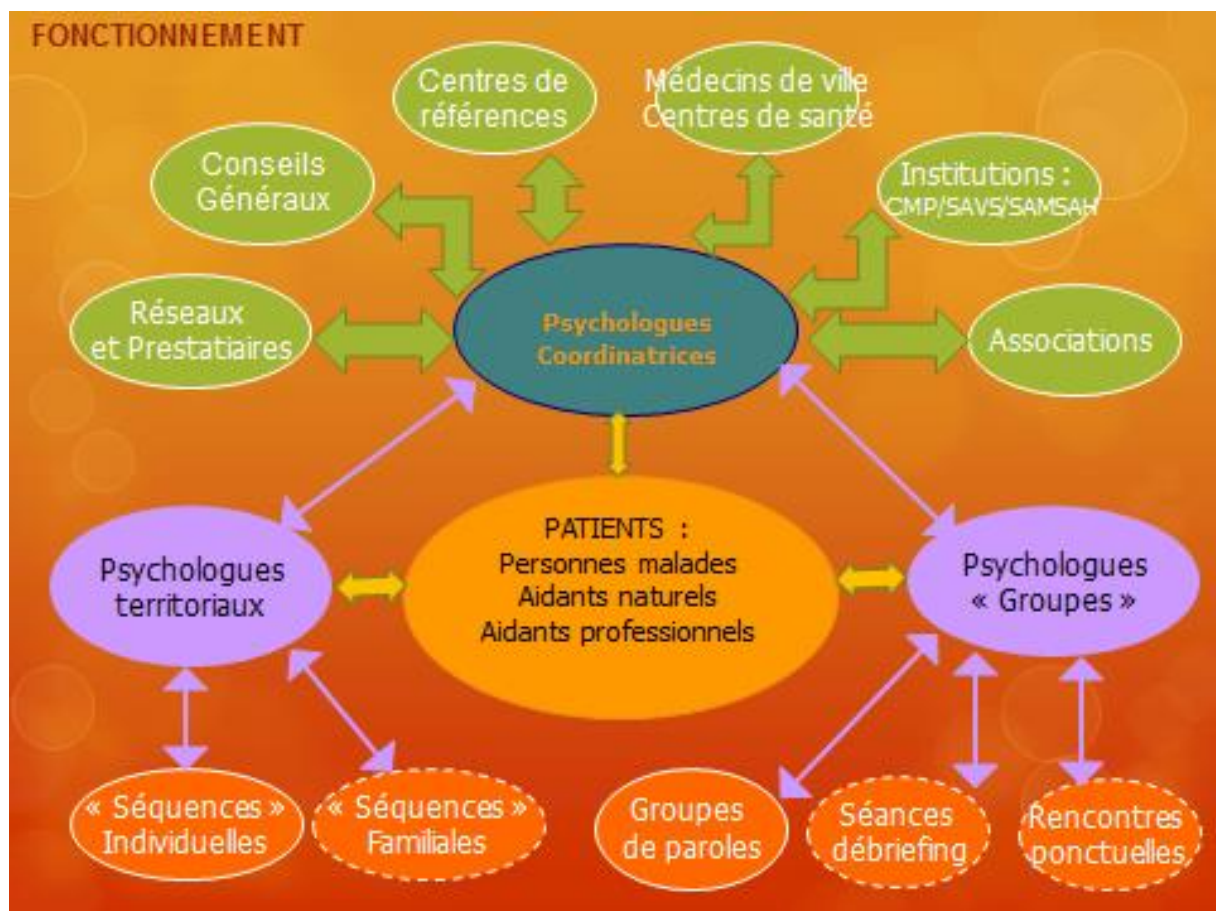 FONCTIONNEMENT
Centres de
références
Médecins de ville
Centres de santé
Conseils
Généraux
Institutions :
CMP/SAVS/SAMSAH
Réseaux
et Prestatiaires
Psychologues
Coordinatrices
Associations
PATIENTS :
Personnes malades
Aidants naturels
Aidants professionnels
Psychologues
territoriaux
Psychologues
« Groupes »
« Séquences »
Individuelles
« Séquences »
Familiales
Groupes
de paroles
Séances
débriefing
Rencontres
ponctuelles